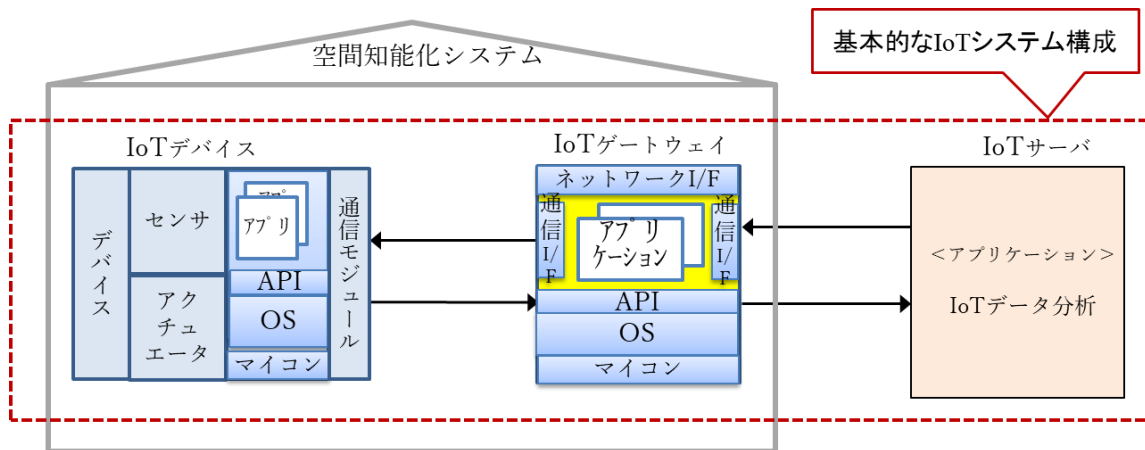 空間知能化システム
基本的なIoTシステム構成
IoTデバイス
デバイス
センサ
アク
チュ
エータ
アプリ
アプリ
API
OS
マイコン
通信モジュール
IoTゲートウェイ
ネットワークI/F
通
信
I/
F
アプリ
ケーション
通
信
I/
F
API
OS
マイコン
IoTサーバ
<アプリケーション>
IoTデータ分析